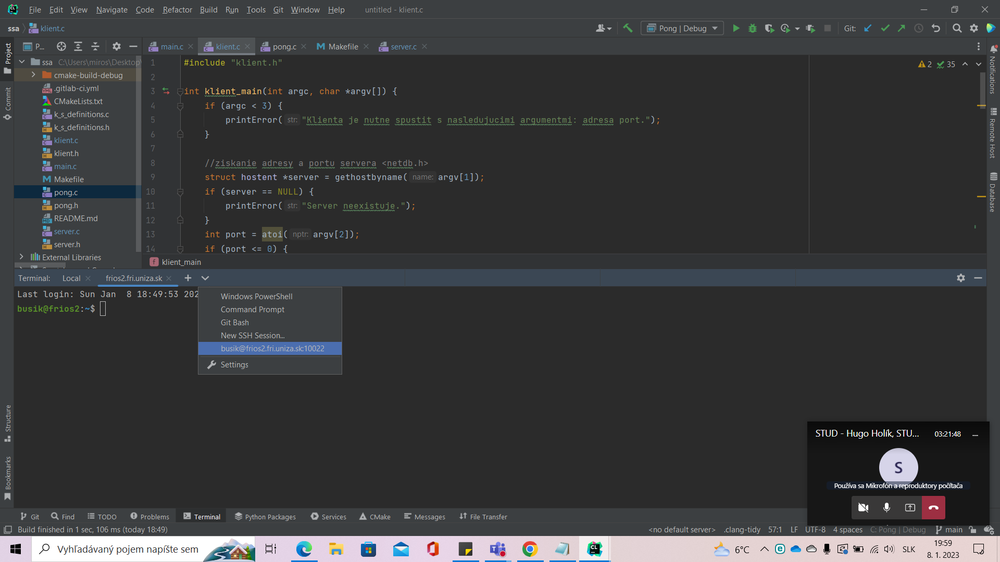 File Edit View Navigate Code Refactor Build Run Tools Git Window Help untitled - klient.c
ssa klient.c
Pong | Debug
Git:
P...
main.c klient.c pong.c Makefile server.c
ssa C:\Users\miros\Desktop\
cmake-build-debug
.gitlab-ci.yml
CMakeLists.txt
k_s_definitions.c
k_s_definitions.h
klient.c
klient.h
main.c
Makefile
pong.c
pong.h
README.md
server.c
server.h
External Libraries
Project
Commit
Structure
Bookmarks
Notifications
Remote Host
Database
2 35
1 #include "klient.h"
2
3 int klient_main(int argc, char *argv[]) {
4 if (argc < 3) {
5 printError( str: "Klienta je nutne spustit s nasledujucimi argumentmi: adresa port.");
6 }
7
8 //ziskanie adresy a portu servera <netdb.h>
9 struct hostent *server = gethostbyname( name: argv[1]);
10 if (server == NULL) {
11 printError( str: "Server neexistuje.");
12 }
13 int port = atoi( nptr: argv[2]);
14 if (port <= 0) {
f klient_main
Terminal: Local frios2.fri.uniza.sk
Last login: Sun Jan  8 18:49:53 202
busik@frios2:~$
Windows PowerShell
Command Prompt
Git Bash
New SSH Session...
busik@frios2.fri.uniza.sk:10022
Settings
STUD - Hugo Holík, STU... 03:21:48
S
Používa sa Mikrofón a reproduktory počítača
Git Find TODO Problems Terminal Python Packages Services CMake Messages File Transfer
Build finished in 1 sec, 106 ms (today 18:49)
<no default server> .clang-tidy 57:1 LF UTF-8 4 spaces C: Pong | Debug main
Vyhľadávaný pojem napíšte sem
6°C SLK
19:59
8. 1. 2023